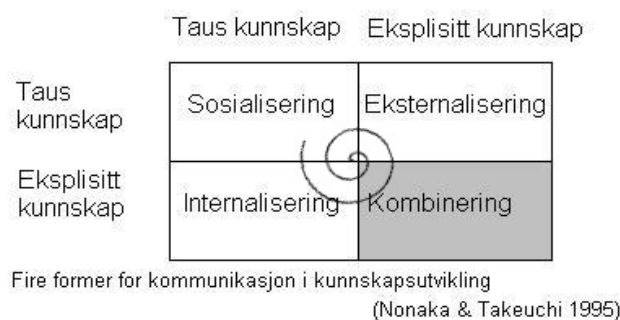 Taus kunnskap Eksplisitt kunnskap
Taus
kunnskap
Sosialisering Eksternalisering
Eksplisitt
kunnskap
Internalisering Kombinering
Fire former for kommunikasjon i kunnskapsutvikling
(Nonaka & Takeuchi 1995)